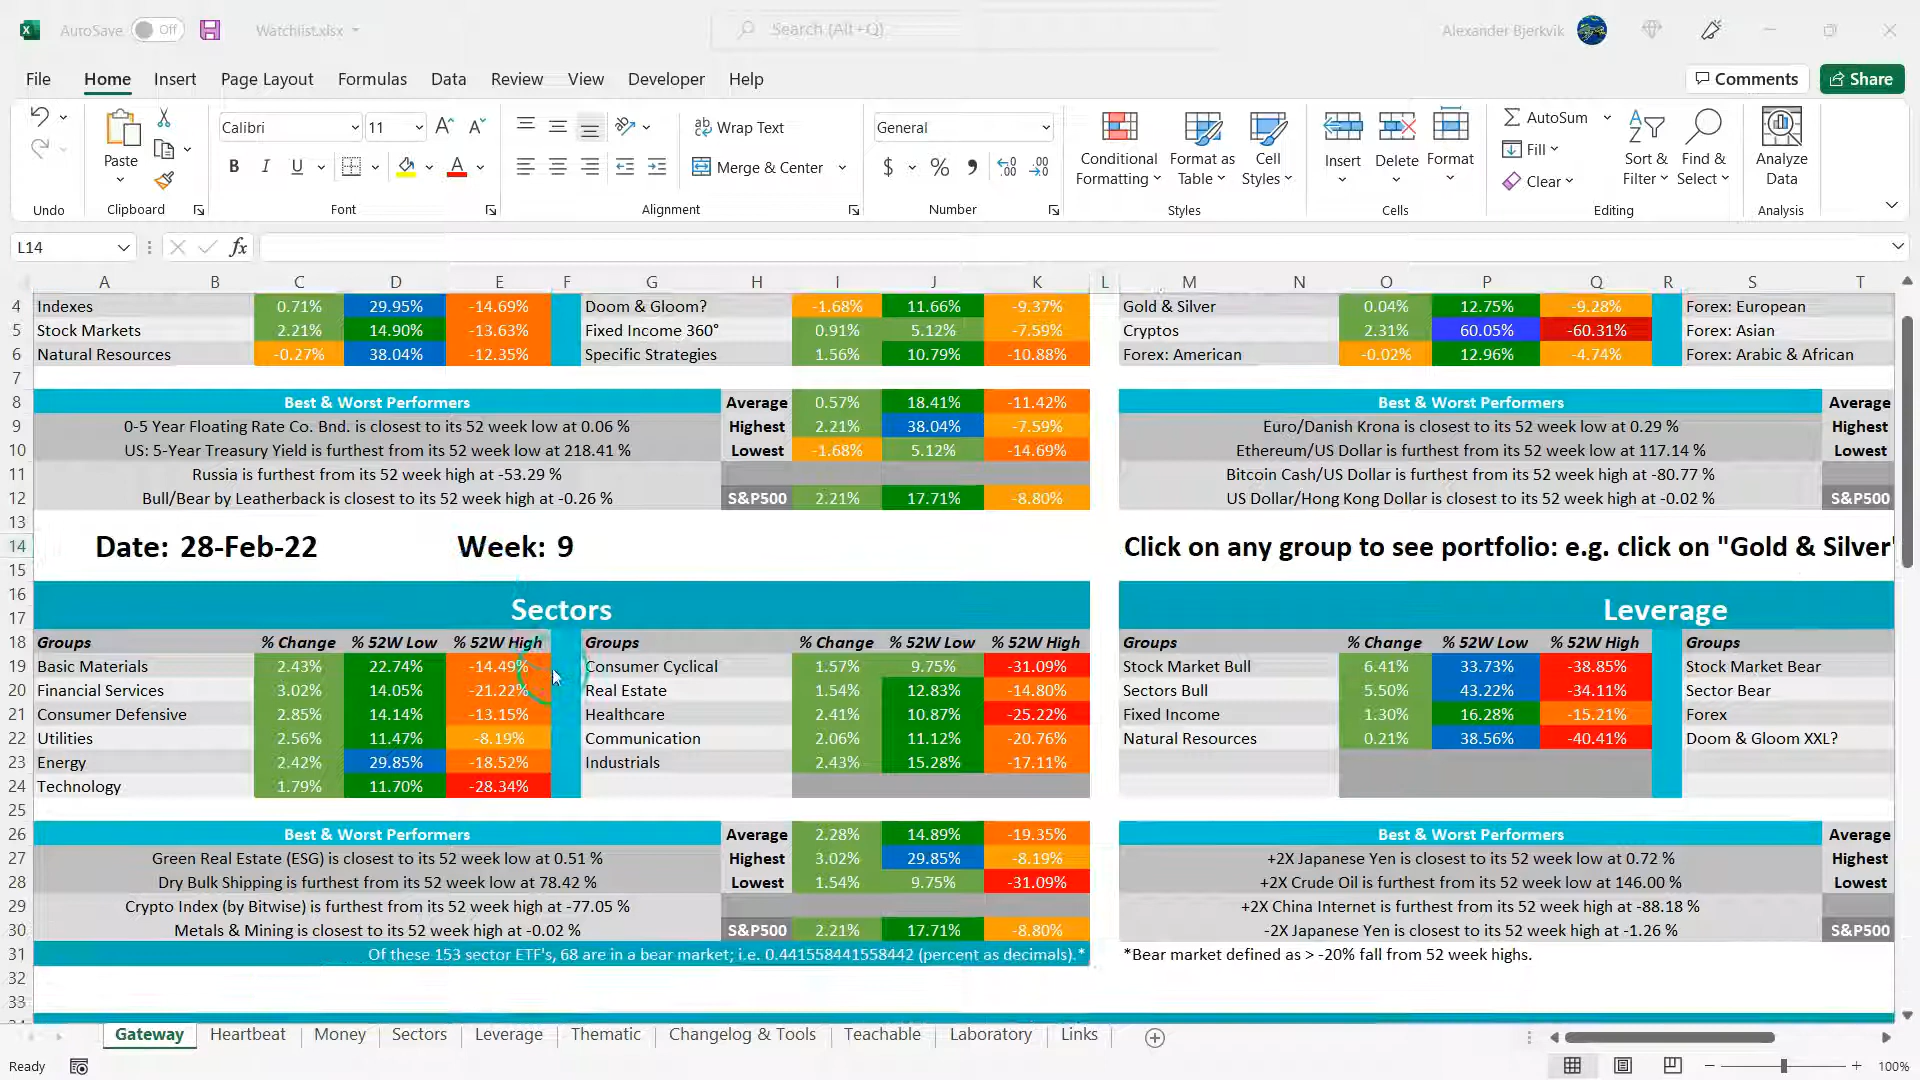 AutoSave Off Watchlist.xlsx Search (Alt+Q) Alexander Bjerkvik
File Home Insert Page Layout Formulas Data Review View Developer Help Comments Share
Calibri 11 Wrap Text General AutoSum
Paste B I U Merge & Center $ % Conditional Formatting Format as Table Cell Styles Insert Delete Format Fill Clear Sort & Filter Find & Select Analyze Data
Undo Clipboard Font Alignment Number Styles Cells Editing Analysis
L14 fx
A B C D E F G H I J K L M N O P Q R S T
4 Indexes 0.71% 29.95% -14.69% Doom & Gloom? -1.68% 11.66% -9.37% Gold & Silver 0.04% 12.75% -9.28% Forex: European
5 Stock Markets 2.21% 14.90% -13.63% Fixed Income 360° 0.91% 5.12% -7.59% Cryptos 2.31% 60.05% -60.31% Forex: Asian
6 Natural Resources -0.27% 38.04% -12.35% Specific Strategies 1.56% 10.79% -10.88% Forex: American -0.02% 12.96% -4.74% Forex: Arabic & African
7
8 Best & Worst Performers Average 0.57% 18.41% -11.42% Best & Worst Performers Average
9 0-5 Year Floating Rate Co. Bnd. is closest to its 52 week low at 0.06 % Highest 2.21% 38.04% -7.59% Euro/Danish Krona is closest to its 52 week low at 0.29 % Highest
10 US: 5-Year Treasury Yield is furthest from its 52 week low at 218.41 % Lowest -1.68% 5.12% -14.69% Ethereum/US Dollar is furthest from its 52 week low at 117.14 % Lowest
11 Russia is furthest from its 52 week high at -53.29 % Bitcoin Cash/US Dollar is furthest from its 52 week high at -80.77 %
12 Bull/Bear by Leatherback is closest to its 52 week high at -0.26 % S&P500 2.21% 17.71% -8.80% US Dollar/Hong Kong Dollar is closest to its 52 week high at -0.02 % S&P500
13
14 Date: 28-Feb-22 Week: 9 Click on any group to see portfolio: e.g. click on "Gold & Silver'
15
16
17 Sectors Leverage
18 Groups % Change % 52W Low % 52W High Groups % Change % 52W Low % 52W High Groups % Change % 52W Low % 52W High Groups
19 Basic Materials 2.43% 22.74% -14.49% Consumer Cyclical 1.57% 9.75% -31.09% Stock Market Bull 6.41% 33.73% -38.85% Stock Market Bear
20 Financial Services 3.02% 14.05% -21.22% Real Estate 1.54% 12.83% -14.80% Sectors Bull 5.50% 43.22% -34.11% Sector Bear
21 Consumer Defensive 2.85% 14.14% -13.15% Healthcare 2.41% 10.87% -25.22% Fixed Income 1.30% 16.28% -15.21% Forex
22 Utilities 2.56% 11.47% -8.19% Communication 2.06% 11.12% -20.76% Natural Resources 0.21% 38.56% -40.41% Doom & Gloom XXL?
23 Energy 2.42% 29.85% -18.52% Industrials 2.43% 15.28% -17.11%
24 Technology 1.79% 11.70% -28.34%
25
26 Best & Worst Performers Average 2.28% 14.89% -19.35% Best & Worst Performers Average
27 Green Real Estate (ESG) is closest to its 52 week low at 0.51 % Highest 3.02% 29.85% -8.19% +2X Japanese Yen is closest to its 52 week low at 0.72 % Highest
28 Dry Bulk Shipping is furthest from its 52 week low at 78.42 % Lowest 1.54% 9.75% -31.09% +2X Crude Oil is furthest from its 52 week low at 146.00 % Lowest
29 Crypto Index (by Bitwise) is furthest from its 52 week high at -77.05 % +2X China Internet is furthest from its 52 week high at -88.18 %
30 Metals & Mining is closest to its 52 week high at -0.02 % S&P500 2.21% 17.71% -8.80% -2X Japanese Yen is closest to its 52 week high at -1.26 % S&P500
31 Of these 153 sector ETF's, 68 are in a bear market; i.e. 0.441558441558442 (percent as decimals).* *Bear market defined as > -20% fall from 52 week highs.
32
33
Gateway Heartbeat Money Sectors Leverage Thematic Changelog & Tools Teachable Laboratory Links
Ready 100%